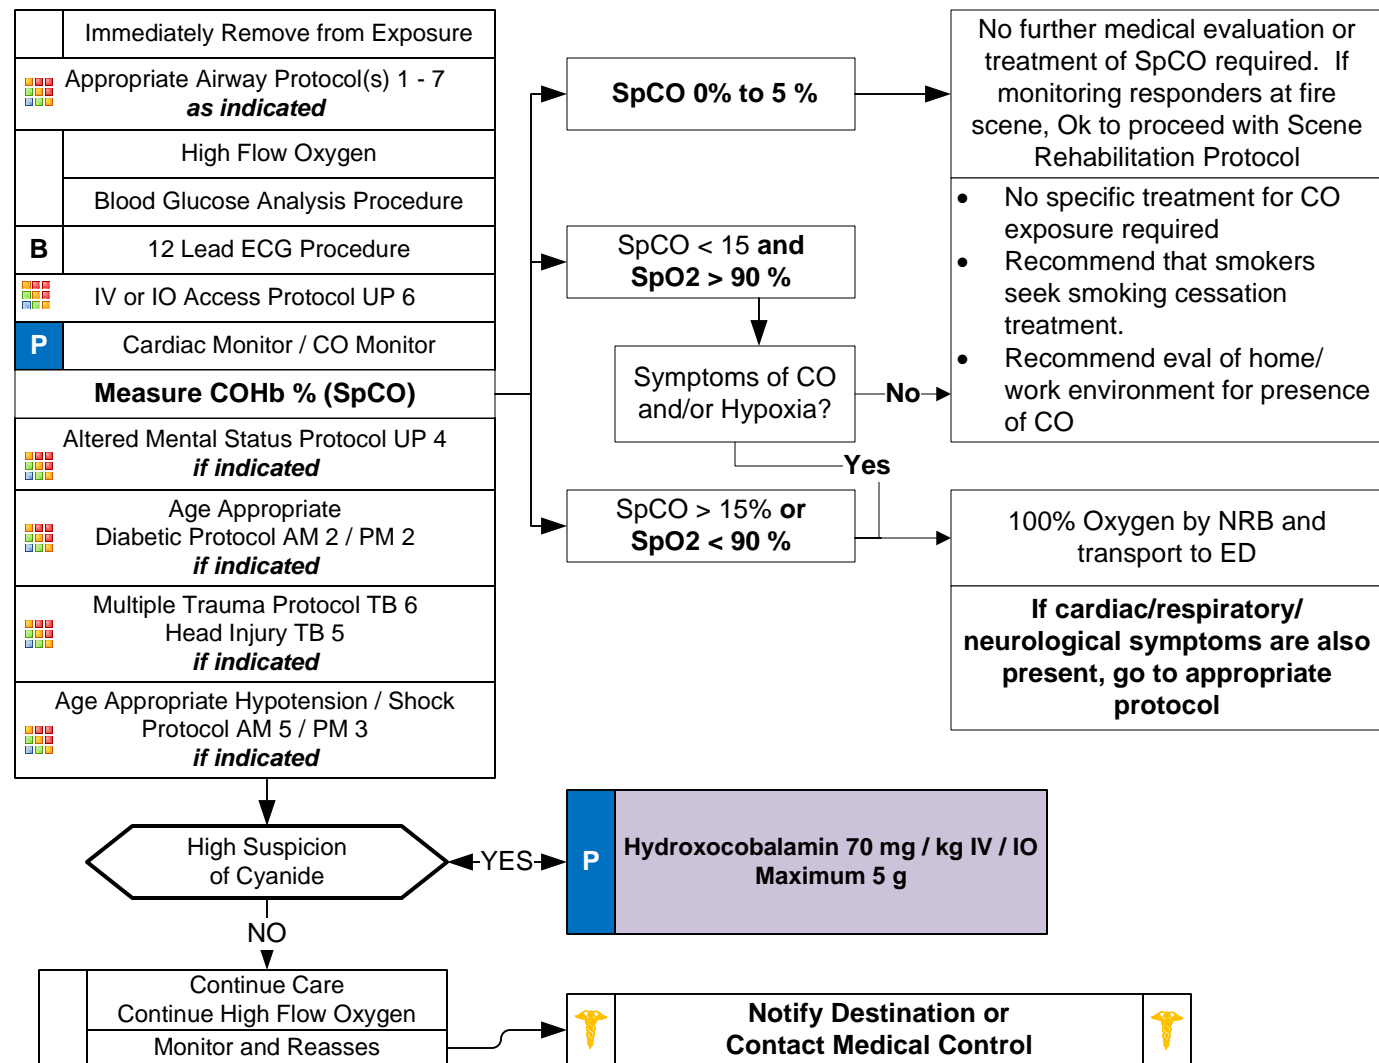 Immediately Remove from Exposure
Appropriate Airway Protocol(s) 1 - 7
as indicated
High Flow Oxygen
Blood Glucose Analysis Procedure
B
12 Lead ECG Procedure
IV or IO Access Protocol UP 6
P
Cardiac Monitor / CO Monitor
Measure COHb % (SpCO)
Altered Mental Status Protocol UP 4
if indicated
Age Appropriate
Diabetic Protocol AM 2 / PM 2
if indicated
Multiple Trauma Protocol TB 6
Head Injury TB 5
if indicated
Age Appropriate Hypotension / Shock
Protocol AM 5 / PM 3
if indicated
High Suspicion
of Cyanide
YES
P
Hydroxocobalamin 70 mg / kg IV / IO
Maximum 5 g
NO
Continue Care
Continue High Flow Oxygen
Monitor and Reasses
Notify Destination or
Contact Medical Control
SpCO 0% to 5 %
No further medical evaluation or
treatment of SpCO required.  If
monitoring responders at fire
scene, Ok to proceed with Scene
Rehabilitation Protocol
SpCO < 15 and
SpO2 > 90 %
Symptoms of CO
and/or Hypoxia?
No
• No specific treatment for CO
exposure required
• Recommend that smokers
seek smoking cessation
treatment.
• Recommend eval of home/
work environment for presence
of CO
Yes
SpCO > 15% or
SpO2 < 90 %
100% Oxygen by NRB and
transport to ED
If cardiac/respiratory/
neurological symptoms are also
present, go to appropriate
protocol